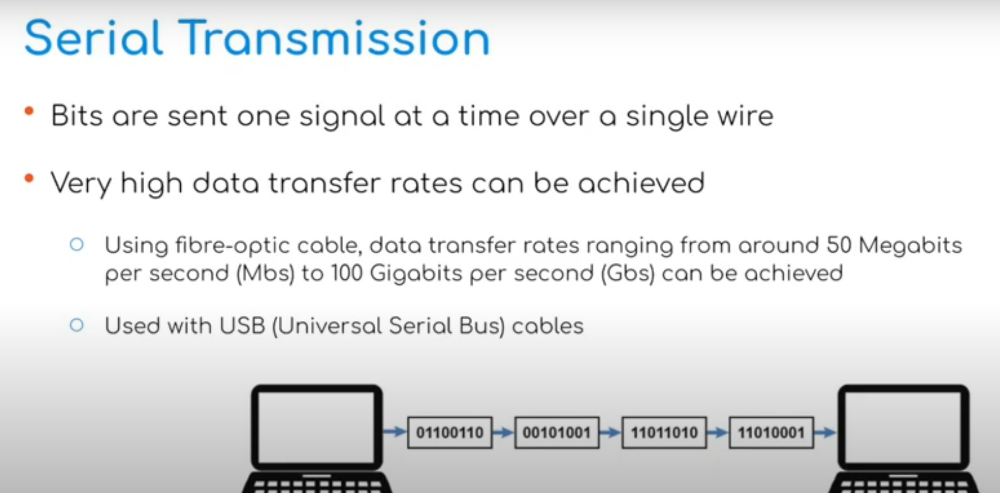 Serial Transmission
• Bits are sent one signal at a time over a single wire
• Very high data transfer rates can be achieved
○ Using fibre-optic cable, data transfer rates ranging from around 50 Megabits
per second (Mbs) to 100 Gigabits per second (Gbs) can be achieved
○ Used with USB (Universal Serial Bus) cables
01100110 00101001 11011010 11010001